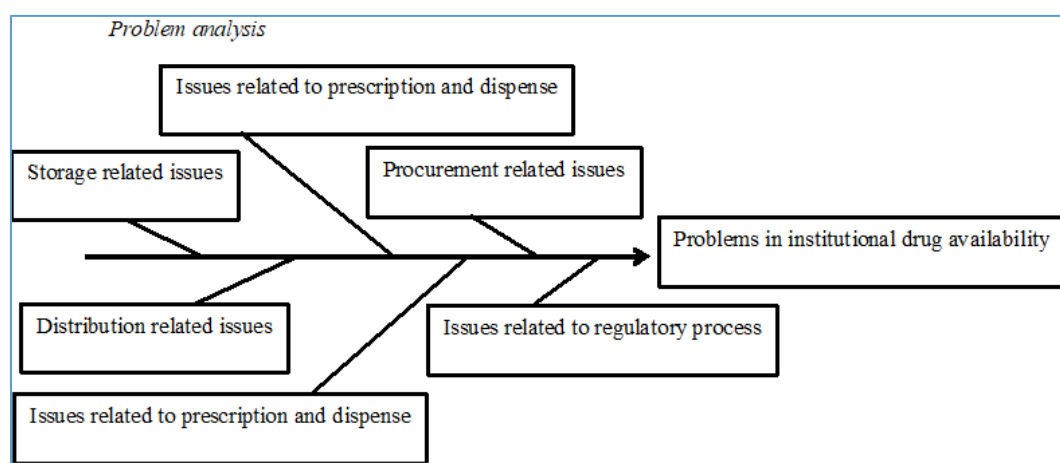 Problem analysis
Issues related to prescription and dispense
Storage related issues
Procurement related issues
Problems in institutional drug availability
Distribution related issues
Issues related to regulatory process
Issues related to prescription and dispense